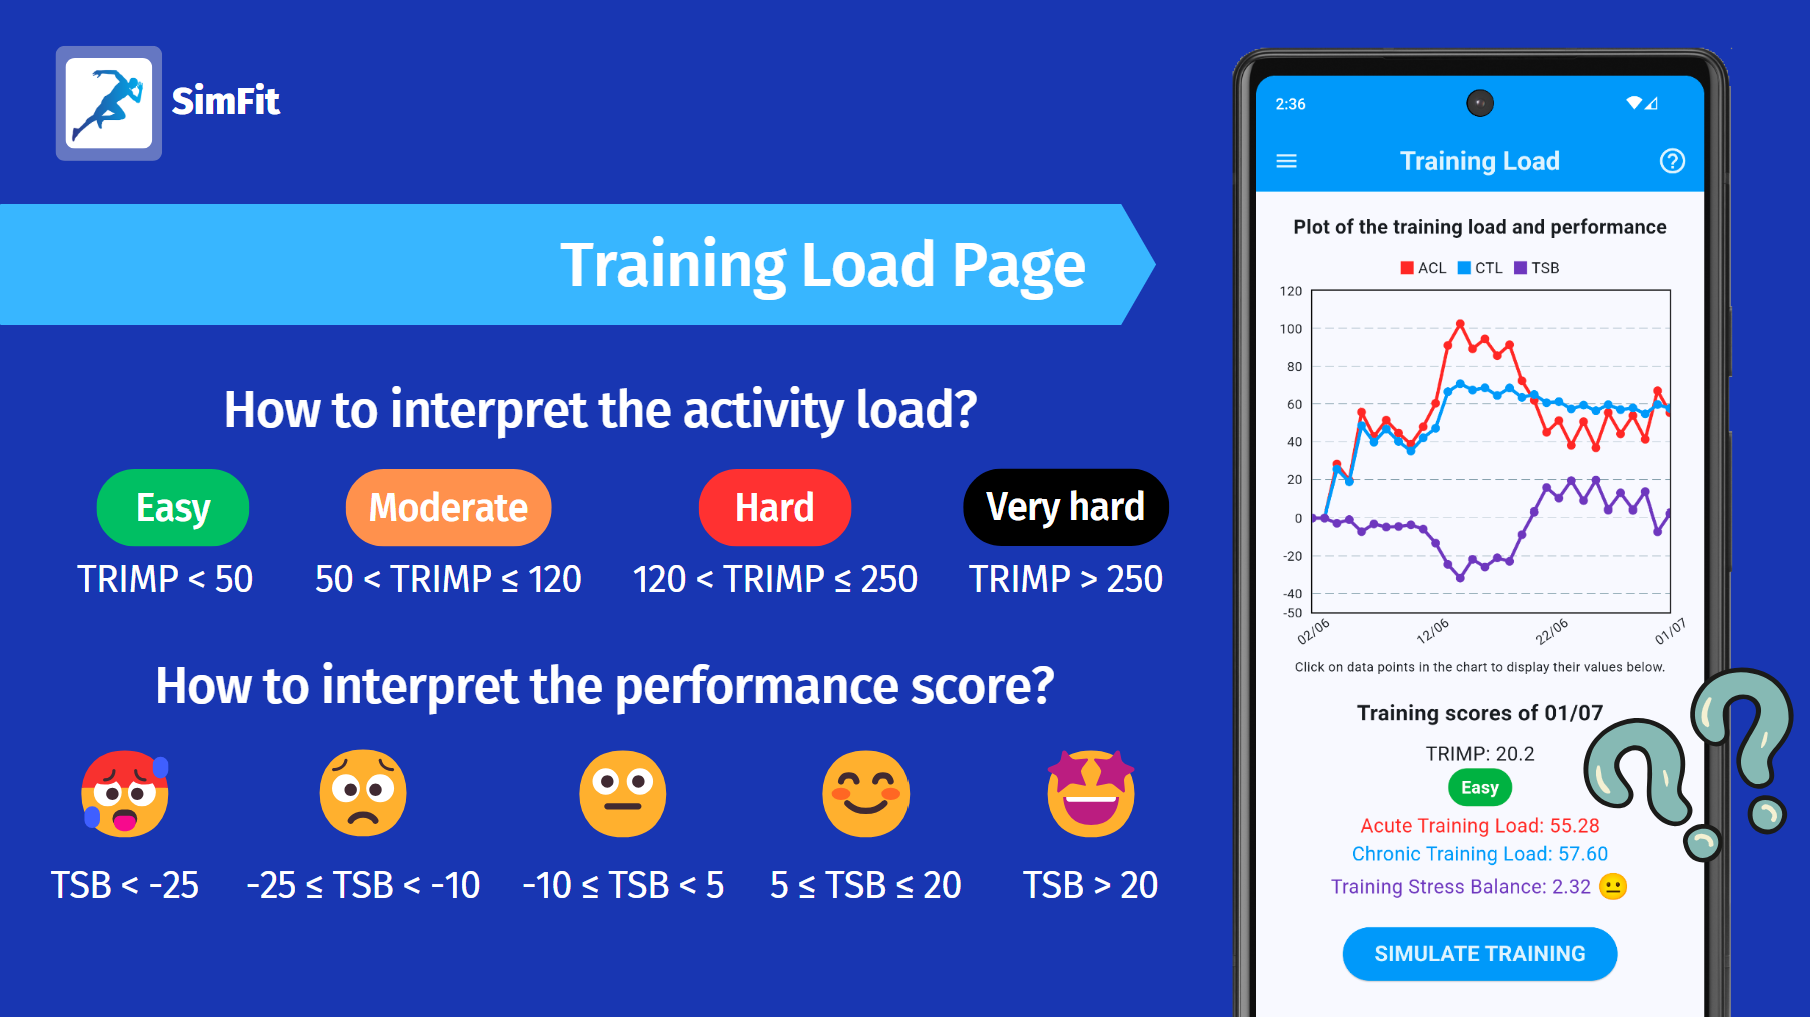 SimFit
Training Load Page
How to interpret the activity load?
Easy
Moderate
Hard
Very hard
TRIMP < 50
50 < TRIMP ≤ 120
120 < TRIMP ≤ 250
TRIMP > 250
How to interpret the performance score?
TSB < -25
-25 ≤ TSB < -10
-10 ≤ TSB < 5
5 ≤ TSB ≤ 20
TSB > 20
2:36
Training Load
Plot of the training load and performance
ACL CTL TSB
120
100
80
60
40
20
0
-20
-40
-50
02/06 12/06 22/06 01/07
Click on data points in the chart to display their values below.
Training scores of 01/07
TRIMP: 20.2
Easy
Acute Training Load: 55.28
Chronic Training Load: 57.60
Training Stress Balance: 2.32
SIMULATE TRAINING